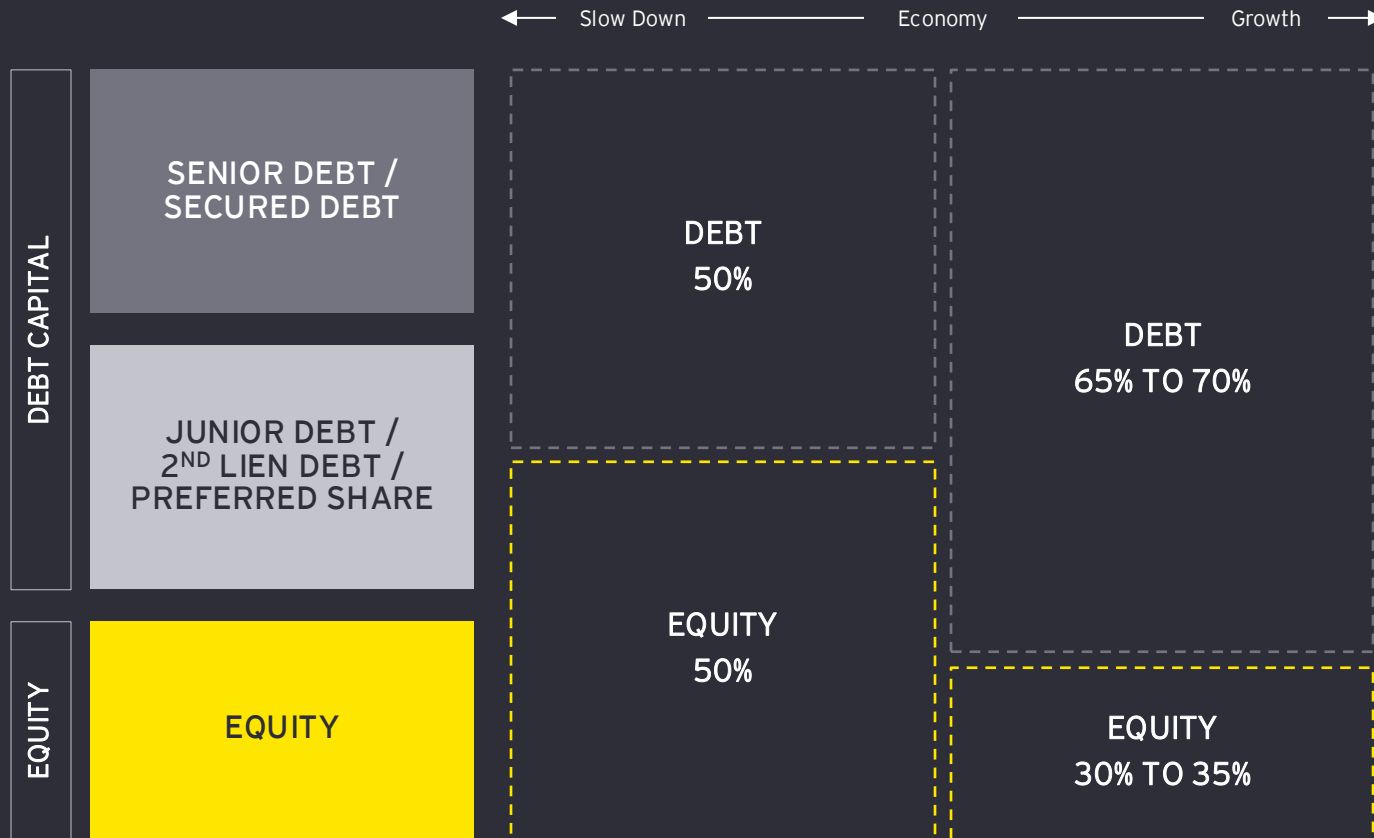 Slow Down Economy Growth
DEBT CAPITAL
SENIOR DEBT /
SECURED DEBT
JUNIOR DEBT /
2ND LIEN DEBT /
PREFERRED SHARE
EQUITY
EQUITY
DEBT
50%
EQUITY
50%
DEBT
65% TO 70%
EQUITY
30% TO 35%